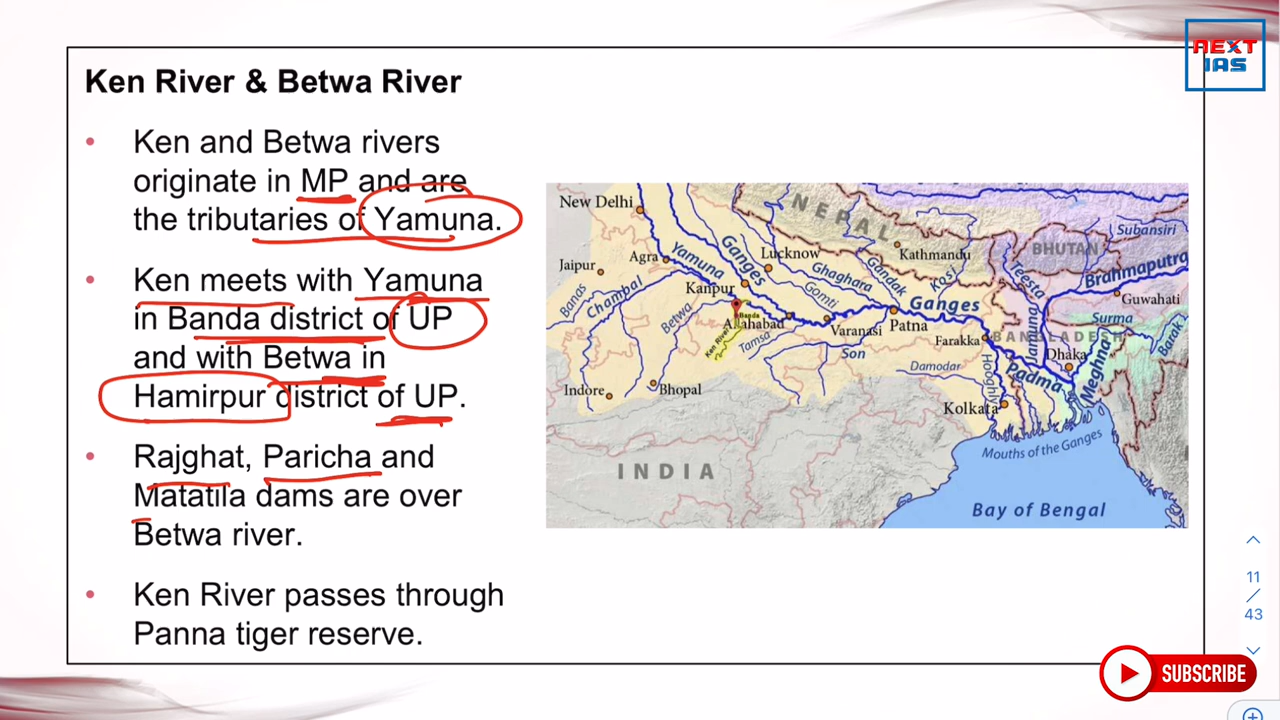 NEXT
IAS
Ken River & Betwa River
• Ken and Betwa rivers
originate in MP and are
the tributaries of Yamuna.
• Ken meets with Yamuna
in Banda district of UP
and with Betwa in
Hamirpur district of UP.
• Rajghat, Paricha and
Matatila dams are over
Betwa river.
• Ken River passes through
Panna tiger reserve.
New Delhi
NEPAL
Subansiri
BHUTAN
Jaipur
Agra
Yamuna
Ganges
Lucknow
Kathmandu
Ghaghara
Gandak
Kosi
Teesta
Brahmaputra
Banas
Chambal
Kanpur
Gomti
Ganges
Guwahati
Betwa
Banda
Allahabad
Varanasi
Patna
Surma
Barak
Ken River
Tamsa
Son
Farakka
BANGLADESH
Jamuna
Dhaka
Meghna
Indore
Bhopal
Damodar
Hooghly
Padma
Kolkata
Mouths of the Ganges
INDIA
Bay of Bengal
11
/
43
SUBSCRIBE